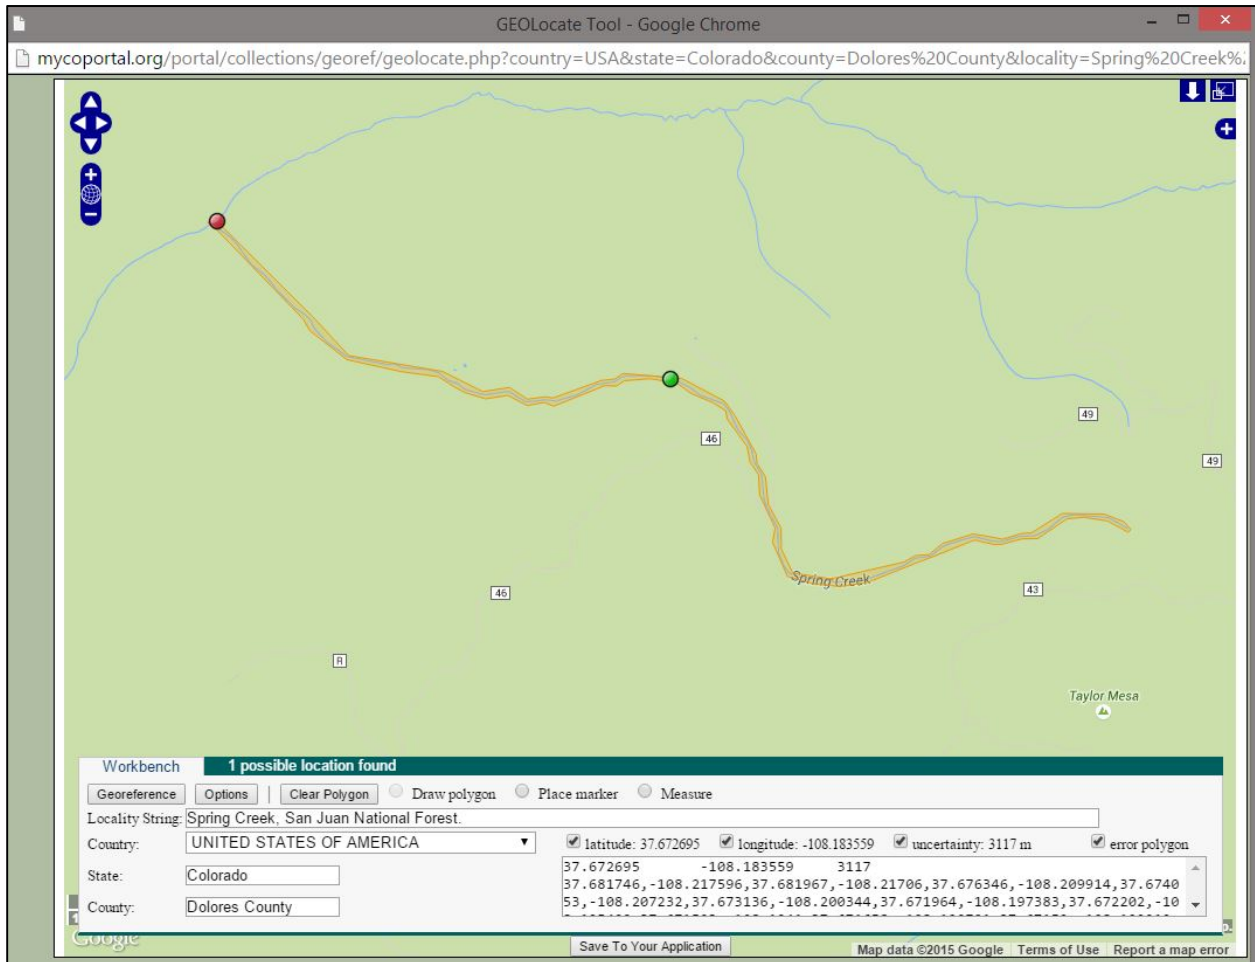 GEOLocate Tool - Google Chrome
mycoportal.org/portal/collections/georef/geolocate.php?country=USA&state=Colorado&county=Dolores%20County&locality=Spring%20Creek%
49
46
49
Spring Creek
46
43
R
Taylor Mesa
Workbench 1 possible location found
Georeference Options | Clear Polygon Draw polygon Place marker Measure
Locality String: Spring Creek, San Juan National Forest.
Country: UNITED STATES OF AMERICA latitude: 37.672695 longitude: -108.183559 uncertainty: 3117 m error polygon
37.672695 -108.183559 3117
State: Colorado
37.681746,-108.217596,37.681967,-108.21706,37.676346,-108.209914,37.6740
53,-108.207232,37.673136,-108.200344,37.671964,-108.197383,37.672202,-10
County: Dolores County
Google
Save To Your Application
Map data ©2015 Google Terms of Use Report a map error